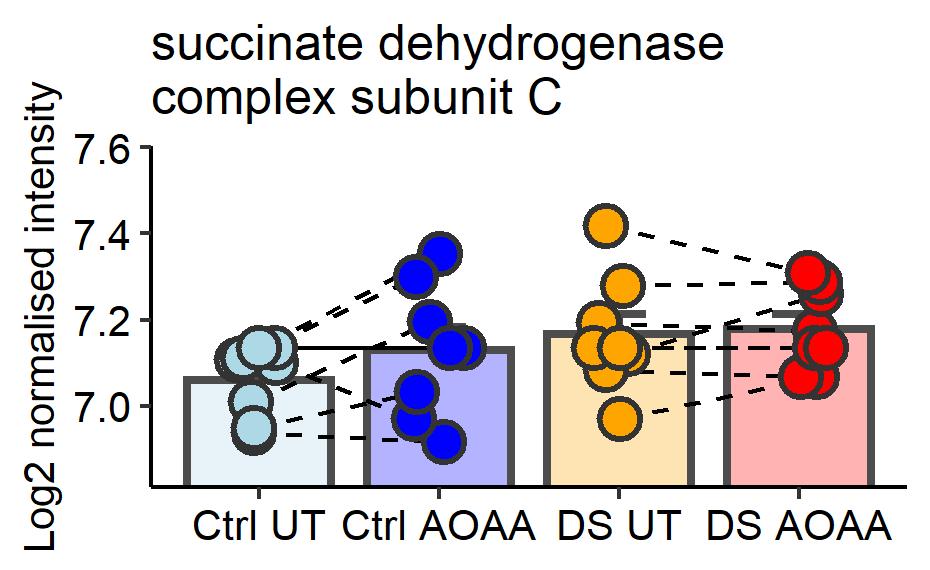 succinate dehydrogenase
complex subunit C
Log2 normalised intensity
7.6
7.4
7.2
7.0
Ctrl UT Ctrl AOAA DS UT DS AOAA